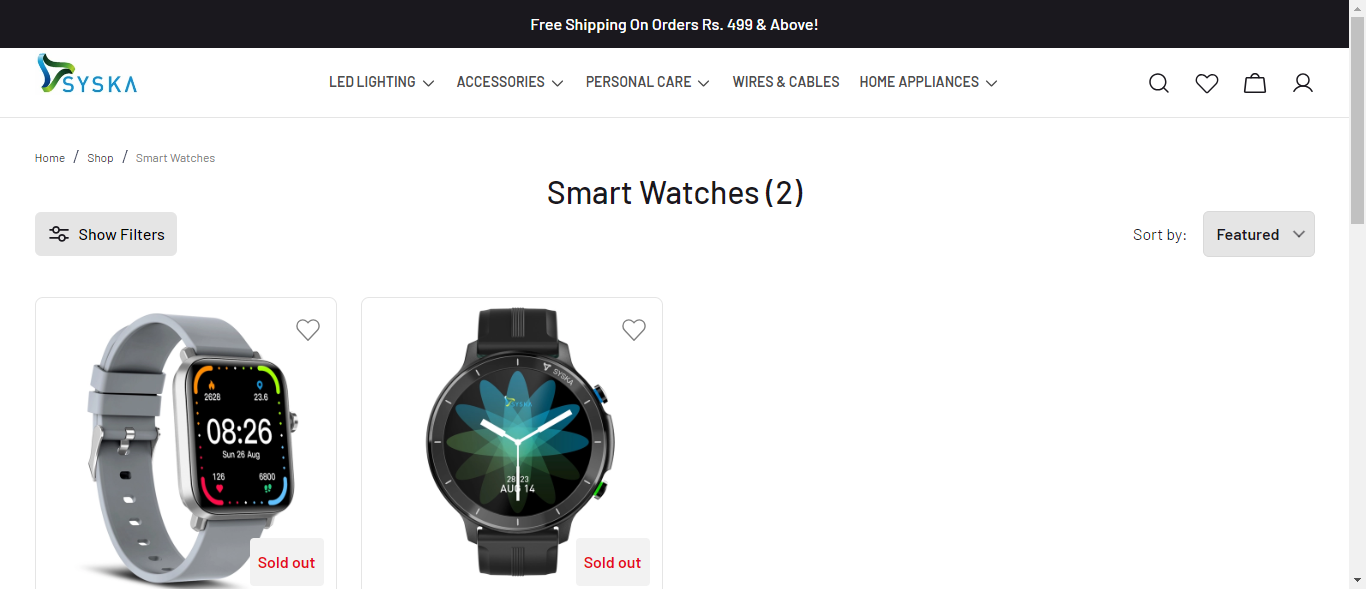 Free Shipping On Orders Rs. 499 & Above!
SYSKA
LED LIGHTING
ACCESSORIES
PERSONAL CARE
WIRES & CABLES
HOME APPLIANCES
Home / Shop / Smart Watches
Smart Watches (2)
Show Filters
Sort by:
Featured
2628
23.6
08:26
Sun 26 Aug
126
6800
Sold out
SYSKA
SYSKA
28 23
AUG 14
Sold out